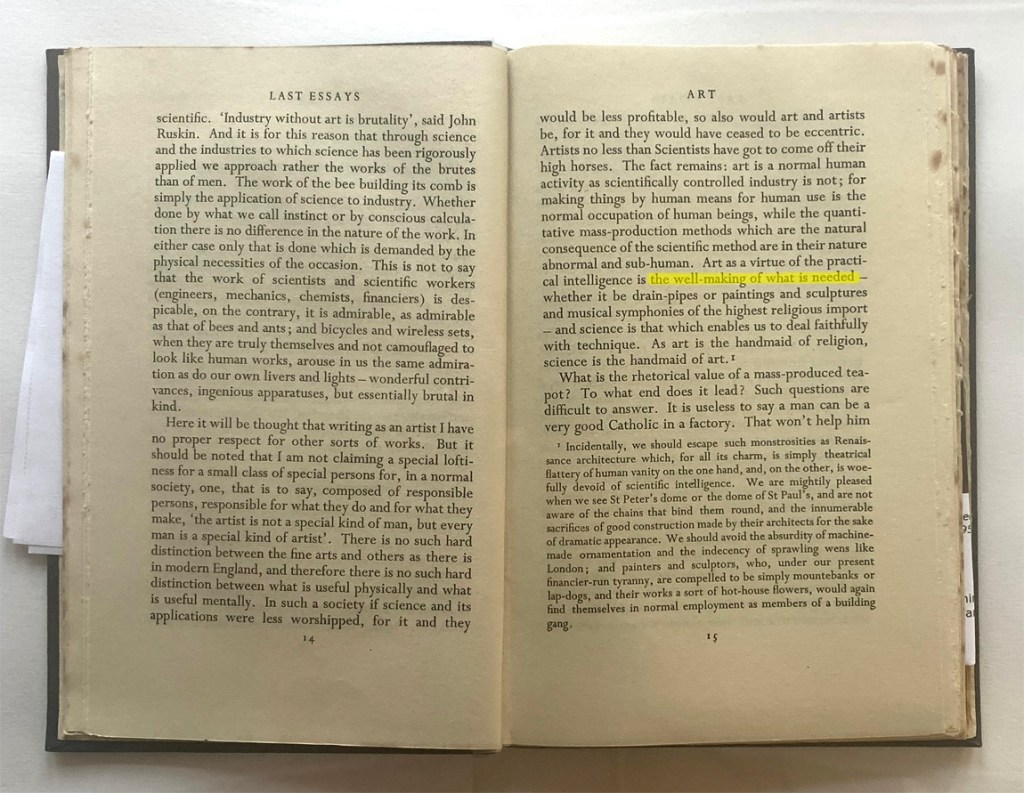 LAST ESSAYS
scientific. 'Industry without art is brutality', said John
Ruskin. And it is for this reason that through science
and the industries to which science has been rigorously
applied we approach rather the works of the brutes
than of men. The work of the bee building its comb is
simply the application of science to industry. Whether
done by what we call instinct or by conscious calcula-
tion there is no difference in the nature of the work. In
either case only that is done which is demanded by the
physical necessities of the occasion. This is not to say
that the work of scientists and scientific workers
(engineers, mechanics, chemists, financiers) is des-
picable, on the contrary, it is admirable, as admirable
as that of bees and ants; and bicycles and wireless sets,
when they are truly themselves and not camouflaged to
look like human works, arouse in us the same admira-
tion as do our own livers and lights – wonderful contri-
vances, ingenious apparatuses, but essentially brutal in
kind.
Here it will be thought that writing as an artist I have
no proper respect for other sorts of works. But it
should be noted that I am not claiming a special lofti-
ness for a small class of special persons for, in a normal
society, one, that is to say, composed of responsible
persons, responsible for what they do and for what they
make, 'the artist is not a special kind of man, but every
man is a special kind of artist'. There is no such hard
distinction between the fine arts and others as there is
in modern England, and therefore there is no such hard
distinction between what is useful physically and what
is useful mentally. In such a society if science and its
applications were less worshipped, for it and they
14
ART
would be less profitable, so also would art and artists
be, for it and they would have ceased to be eccentric.
Artists no less than Scientists have got to come off their
high horses. The fact remains: art is a normal human
activity as scientifically controlled industry is not; for
making things by human means for human use is the
normal occupation of human beings, while the quanti-
tative mass-production methods which are the natural
consequence of the scientific method are in their nature
abnormal and sub-human. Art as a virtue of the practi-
cal intelligence is the well-making of what is needed –
whether it be drain-pipes or paintings and sculptures
and musical symphonies of the highest religious import
– and science is that which enables us to deal faithfully
with technique. As art is the handmaid of religion,
science is the handmaid of art.¹
What is the rhetorical value of a mass-produced tea-
pot? To what end does it lead? Such questions are
difficult to answer. It is useless to say a man can be a
very good Catholic in a factory. That won't help him
¹ Incidentally, we should escape such monstrosities as Renais-
sance architecture which, for all its charm, is simply theatrical
flattery of human vanity on the one hand, and, on the other, is woe-
fully devoid of scientific intelligence. We are mightily pleased
when we see St Peter's dome or the dome of St Paul's, and are not
aware of the chains that bind them round, and the innumerable
sacrifices of good construction made by their architects for the sake
of dramatic appearance. We should avoid the absurdity of machine-
made ornamentation and the indecency of sprawling wens like
London; and painters and sculptors, who, under our present
financier-run tyranny, are compelled to be simply mountebanks or
lap-dogs, and their works a sort of hot-house flowers, would again
find themselves in normal employment as members of a building
gang.
15